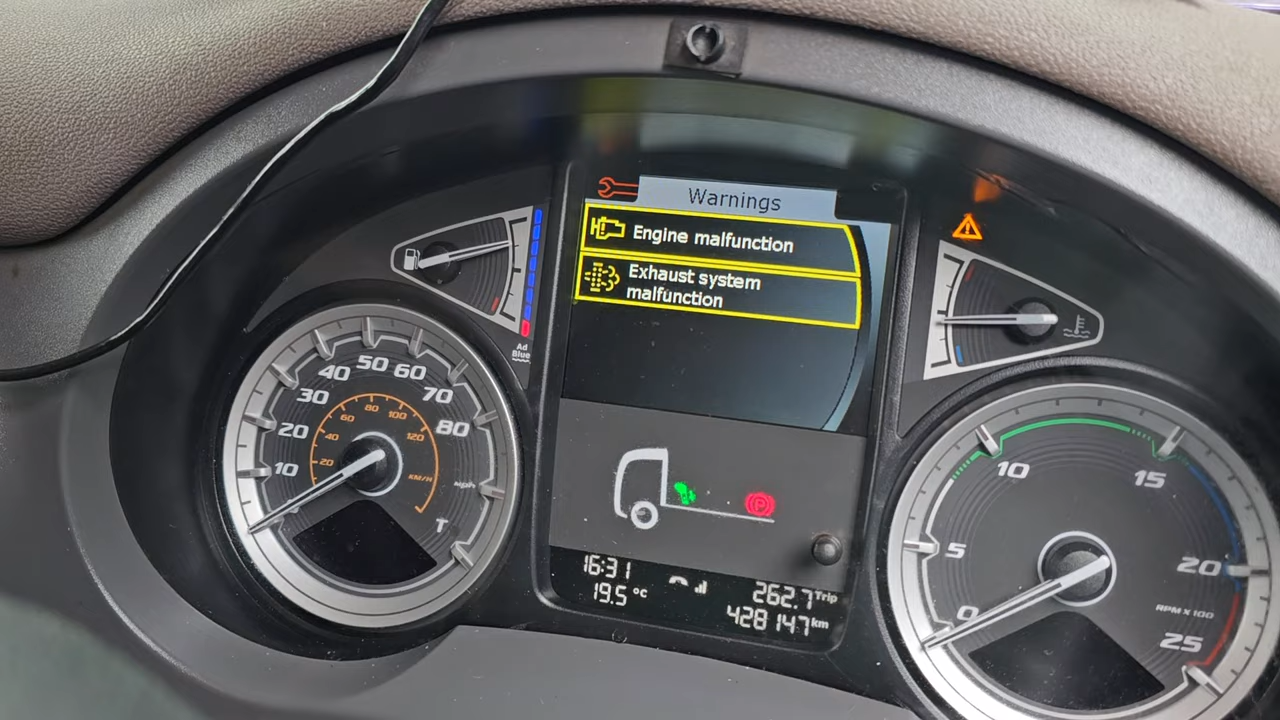 Warnings
Engine malfunction
Exhaust system
malfunction
Ad
Blue
10
20
30
40
50
60
70
80
mph
20
40
60
80
100
120
KM/H
T
P
16:31
19.5 °C
262.7 Trip
428147 km
0
5
10
15
20
25
RPM X 100